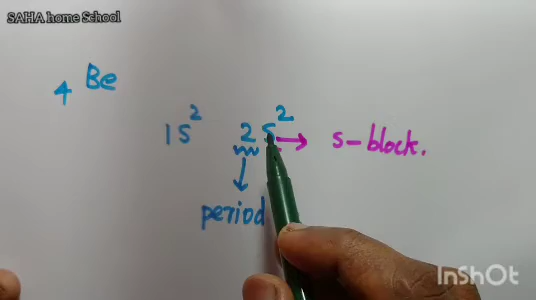 SAHA home School
4 Be
1S² 2S² → s-block.
period
InShOt